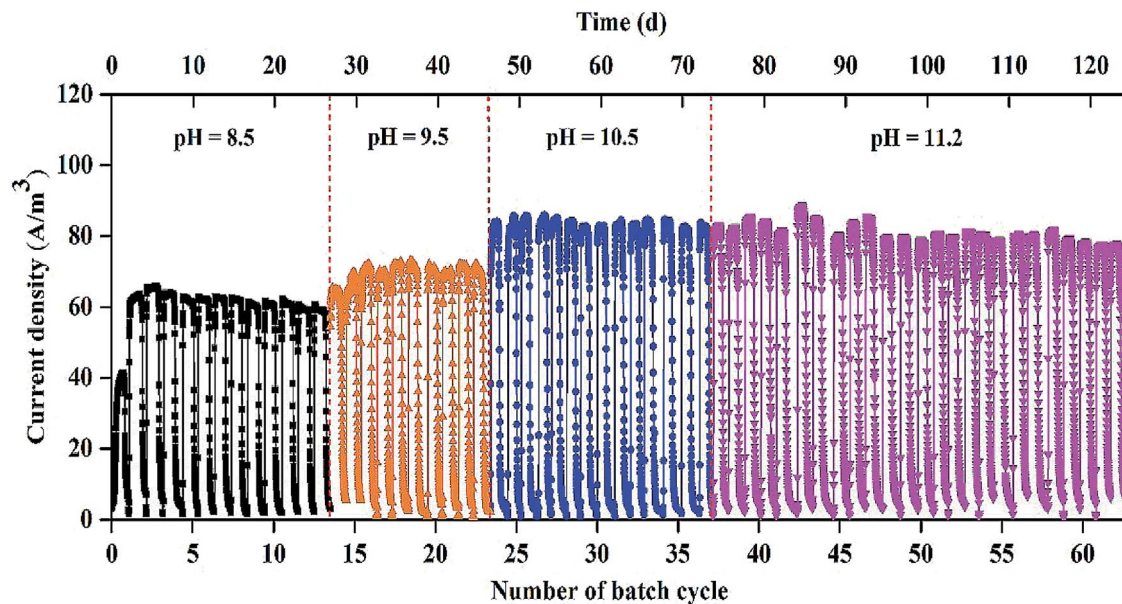 Time (d)
0 10 20 30 40 50 60 70 80 90 100 110 120
120
100
80
60
40
20
0
pH = 8.5 pH = 9.5 pH = 10.5 pH = 11.2
Current density (A/m³)
0 5 10 15 20 25 30 35 40 45 50 55 60
Number of batch cycle